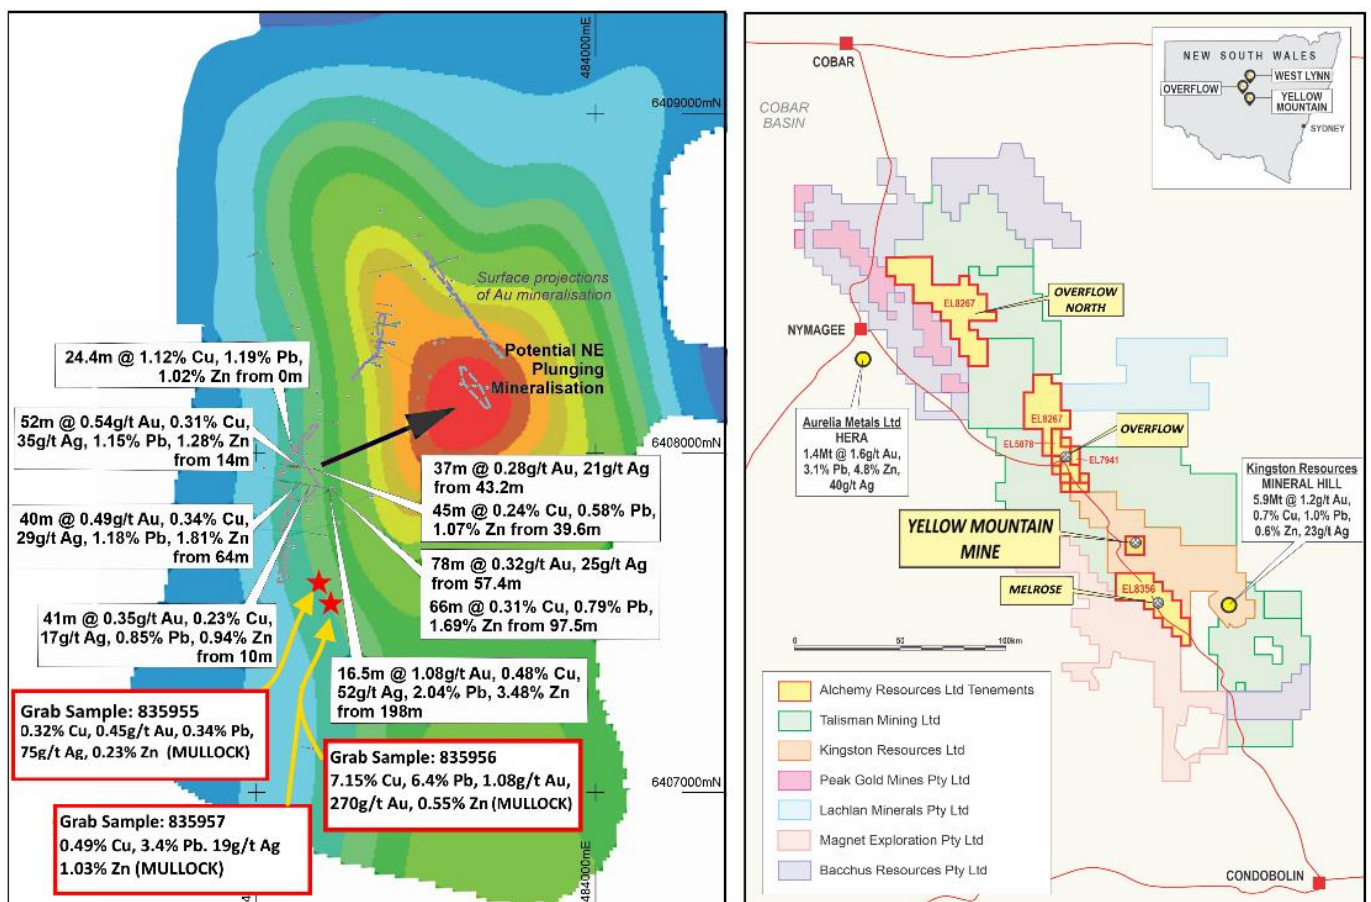 484000mE
6409000mN
Surface projections
of Au mineralisation
Potential NE
Plunging
Mineralisation
24.4m @ 1.12% Cu, 1.19% Pb,
1.02% Zn from 0m
52m @ 0.54g/t Au, 0.31% Cu,
35g/t Ag, 1.15% Pb, 1.28% Zn
from 14m
6408000mN
37m @ 0.28g/t Au, 21g/t Ag
from 43.2m
45m @ 0.24% Cu, 0.58% Pb,
1.07% Zn from 39.6m
40m @ 0.49g/t Au, 0.34% Cu,
29g/t Ag, 1.18% Pb, 1.81% Zn
from 64m
78m @ 0.32g/t Au, 25g/t Ag
from 57.4m
66m @ 0.31% Cu, 0.79% Pb,
1.69% Zn from 97.5m
41m @ 0.35g/t Au, 0.23% Cu,
17g/t Ag, 0.85% Pb, 0.94% Zn
from 10m
16.5m @ 1.08g/t Au, 0.48% Cu,
52g/t Ag, 2.04% Pb, 3.48% Zn
from 198m
Grab Sample: 835955
0.32% Cu, 0.45g/t Au, 0.34% Pb,
75g/t Ag, 0.23% Zn (MULLOCK)
Grab Sample: 835956
7.15% Cu, 6.4% Pb, 1.08g/t Au,
270g/t Au, 0.55% Zn (MULLOCK)
6407000mN
Grab Sample: 835957
0.49% Cu, 3.4% Pb. 19g/t Ag
1.03% Zn (MULLOCK)
484000mE
COBAR
COBAR
BASIN
NEW SOUTH WALES
WEST LYNN
OVERFLOW
YELLOW
MOUNTAIN
SYDNEY
EL8267
OVERFLOW
NORTH
NYMAGEE
Aurelia Metals Ltd
HERA
1.4Mt @ 1.6g/t Au,
3.1% Pb, 4.8% Zn,
40g/t Ag
EL8267
EL5878
OVERFLOW
EL7941
Kingston Resources
MINERAL HILL
5.9Mt @ 1.2g/t Au,
0.7% Cu, 1.0% Pb,
0.6% Zn, 23g/t Ag
YELLOW MOUNTAIN
MINE
MELROSE
EL8356
0 50 100km
Alchemy Resources Ltd Tenements
Talisman Mining Ltd
Kingston Resources Ltd
Peak Gold Mines Pty Ltd
Lachlan Minerals Pty Ltd
Magnet Exploration Pty Ltd
Bacchus Resources Pty Ltd
CONDOBOLIN